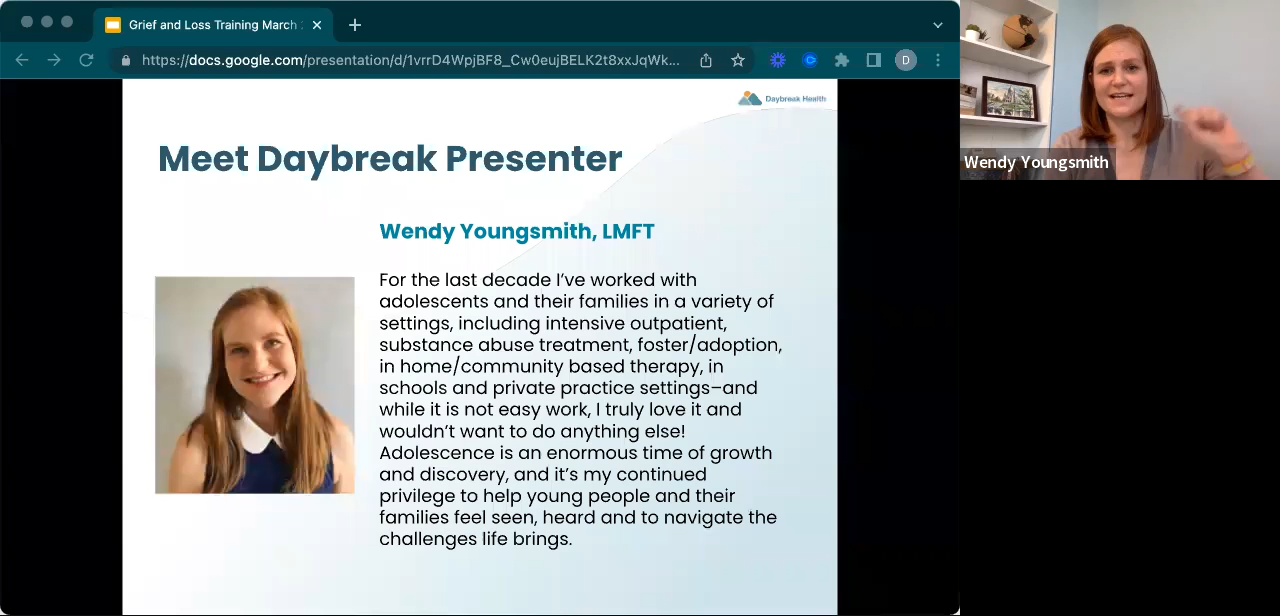 Grief and Loss Training March
https://docs.google.com/presentation/d/1vrrD4WpjBF8_Cw0eujBELK2t8xxJqWk...
D
Daybreak Health
Meet Daybreak Presenter
Wendy Youngsmith, LMFT
For the last decade I've worked with
adolescents and their families in a variety of
settings, including intensive outpatient,
substance abuse treatment, foster/adoption,
in home/community based therapy, in
schools and private practice settings–and
while it is not easy work, I truly love it and
wouldn't want to do anything else!
Adolescence is an enormous time of growth
and discovery, and it's my continued
privilege to help young people and their
families feel seen, heard and to navigate the
challenges life brings.
Wendy Youngsmith